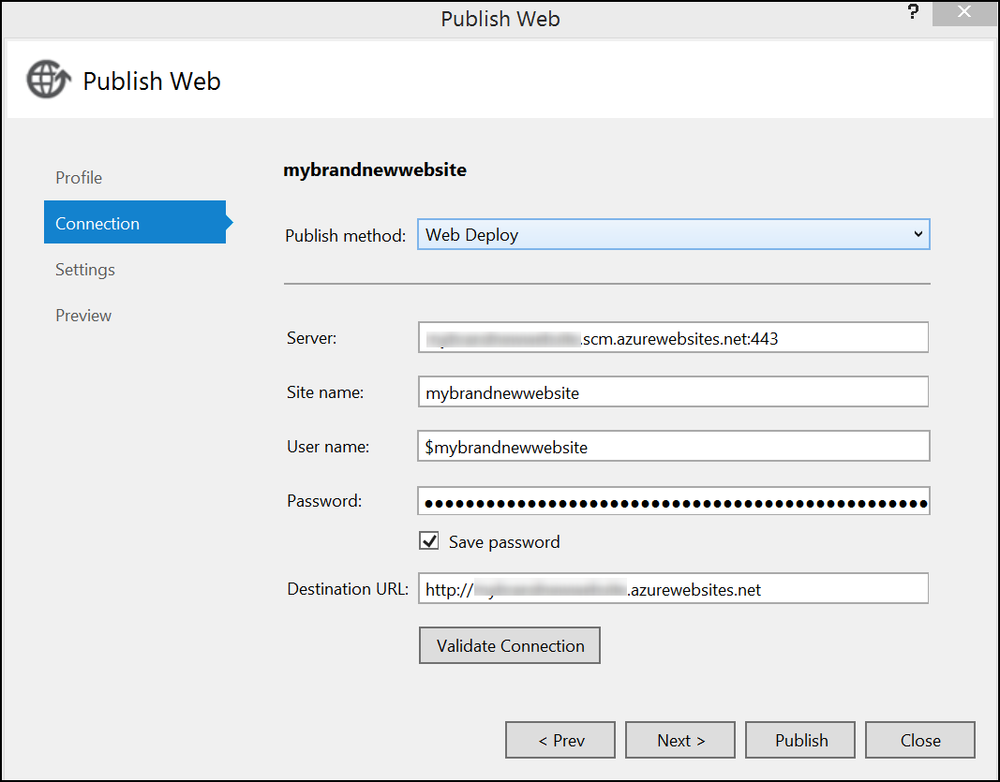 Publish Web
?
Publish Web
Profile
Connection
Settings
Preview
mybrandnewwebsite
Publish method: Web Deploy
Server: .scm.azurewebsites.net:443
Site name: mybrandnewwebsite
User name: $mybrandnewwebsite
Password: 
Save password
Destination URL: http:// .azurewebsites.net
Validate Connection
< Prev Next > Publish Close